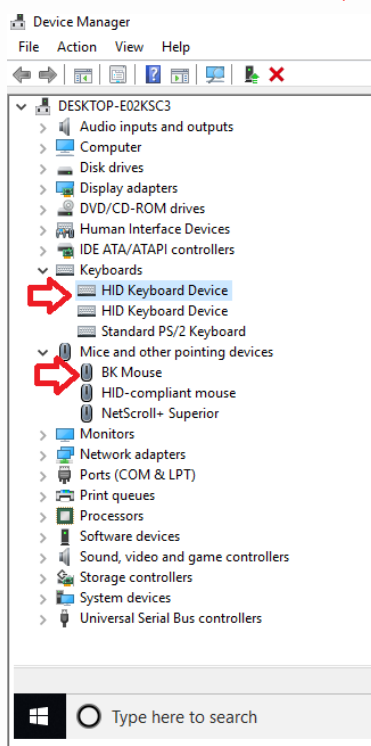 Device Manager
File Action View Help
DESKTOP-E02KSC3
Audio inputs and outputs
Computer
Disk drives
Display adapters
DVD/CD-ROM drives
Human Interface Devices
IDE ATA/ATAPI controllers
Keyboards
HID Keyboard Device
HID Keyboard Device
Standard PS/2 Keyboard
Mice and other pointing devices
BK Mouse
HID-compliant mouse
NetScroll+ Superior
Monitors
Network adapters
Ports (COM & LPT)
Print queues
Processors
Software devices
Sound, video and game controllers
Storage controllers
System devices
Universal Serial Bus controllers
Type here to search